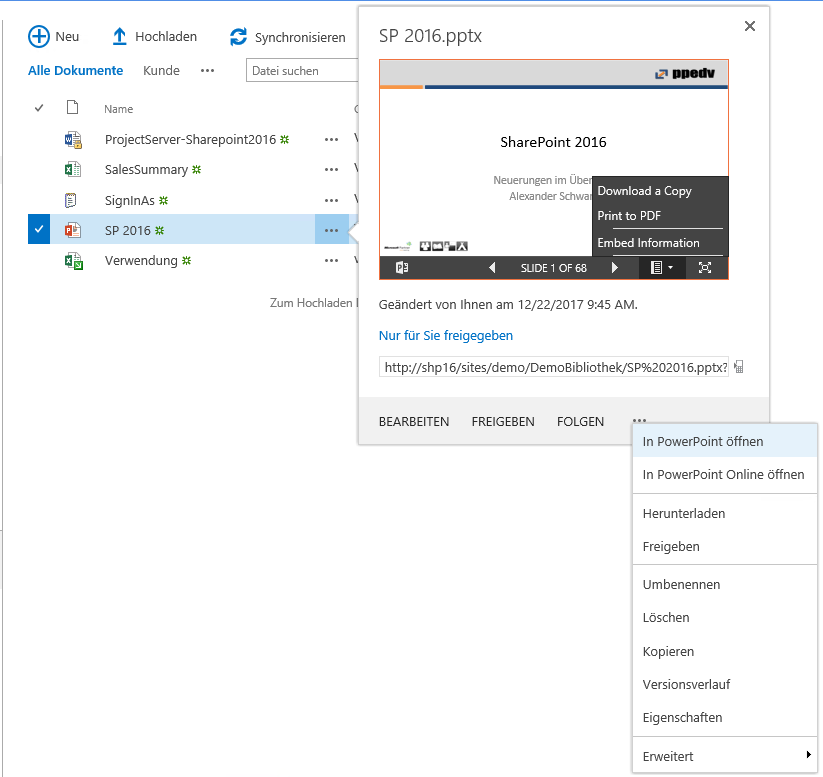 Neu
Hochladen
Synchronisieren
Alle Dokumente
Kunde
...
Datei suchen
Name
ProjectServer-Sharepoint2016
...
SalesSummary
...
SignInAs
...
SP 2016
...
Verwendung
...
Zum Hochladen
SP 2016.pptx
ppedv
SharePoint 2016
Neuerungen im Über
Alexander Schwar
Download a Copy
Print to PDF
Embed Information
SLIDE 1 OF 68
Geändert von Ihnen am 12/22/2017 9:45 AM.
Nur für Sie freigegeben
http://shp16/sites/demo/DemoBibliothek/SP%202016.pptx?
BEARBEITEN
FREIGEBEN
FOLGEN
...
In PowerPoint öffnen
In PowerPoint Online öffnen
Herunterladen
Freigeben
Umbenennen
Löschen
Kopieren
Versionsverlauf
Eigenschaften
Erweitert